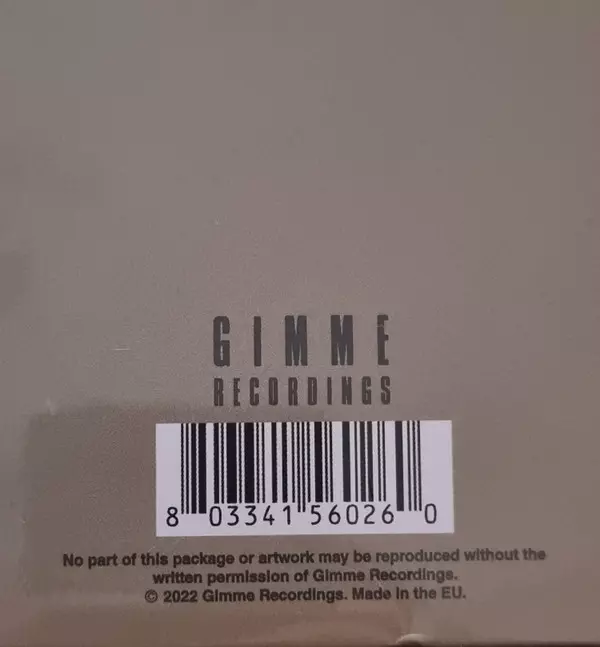 GIMME
RECORDINGS
8 03341 56026 0
No part of this package or artwork may be reproduced without the
written permission of Gimme Recordings.
© 2022 Gimme Recordings. Made in the EU.